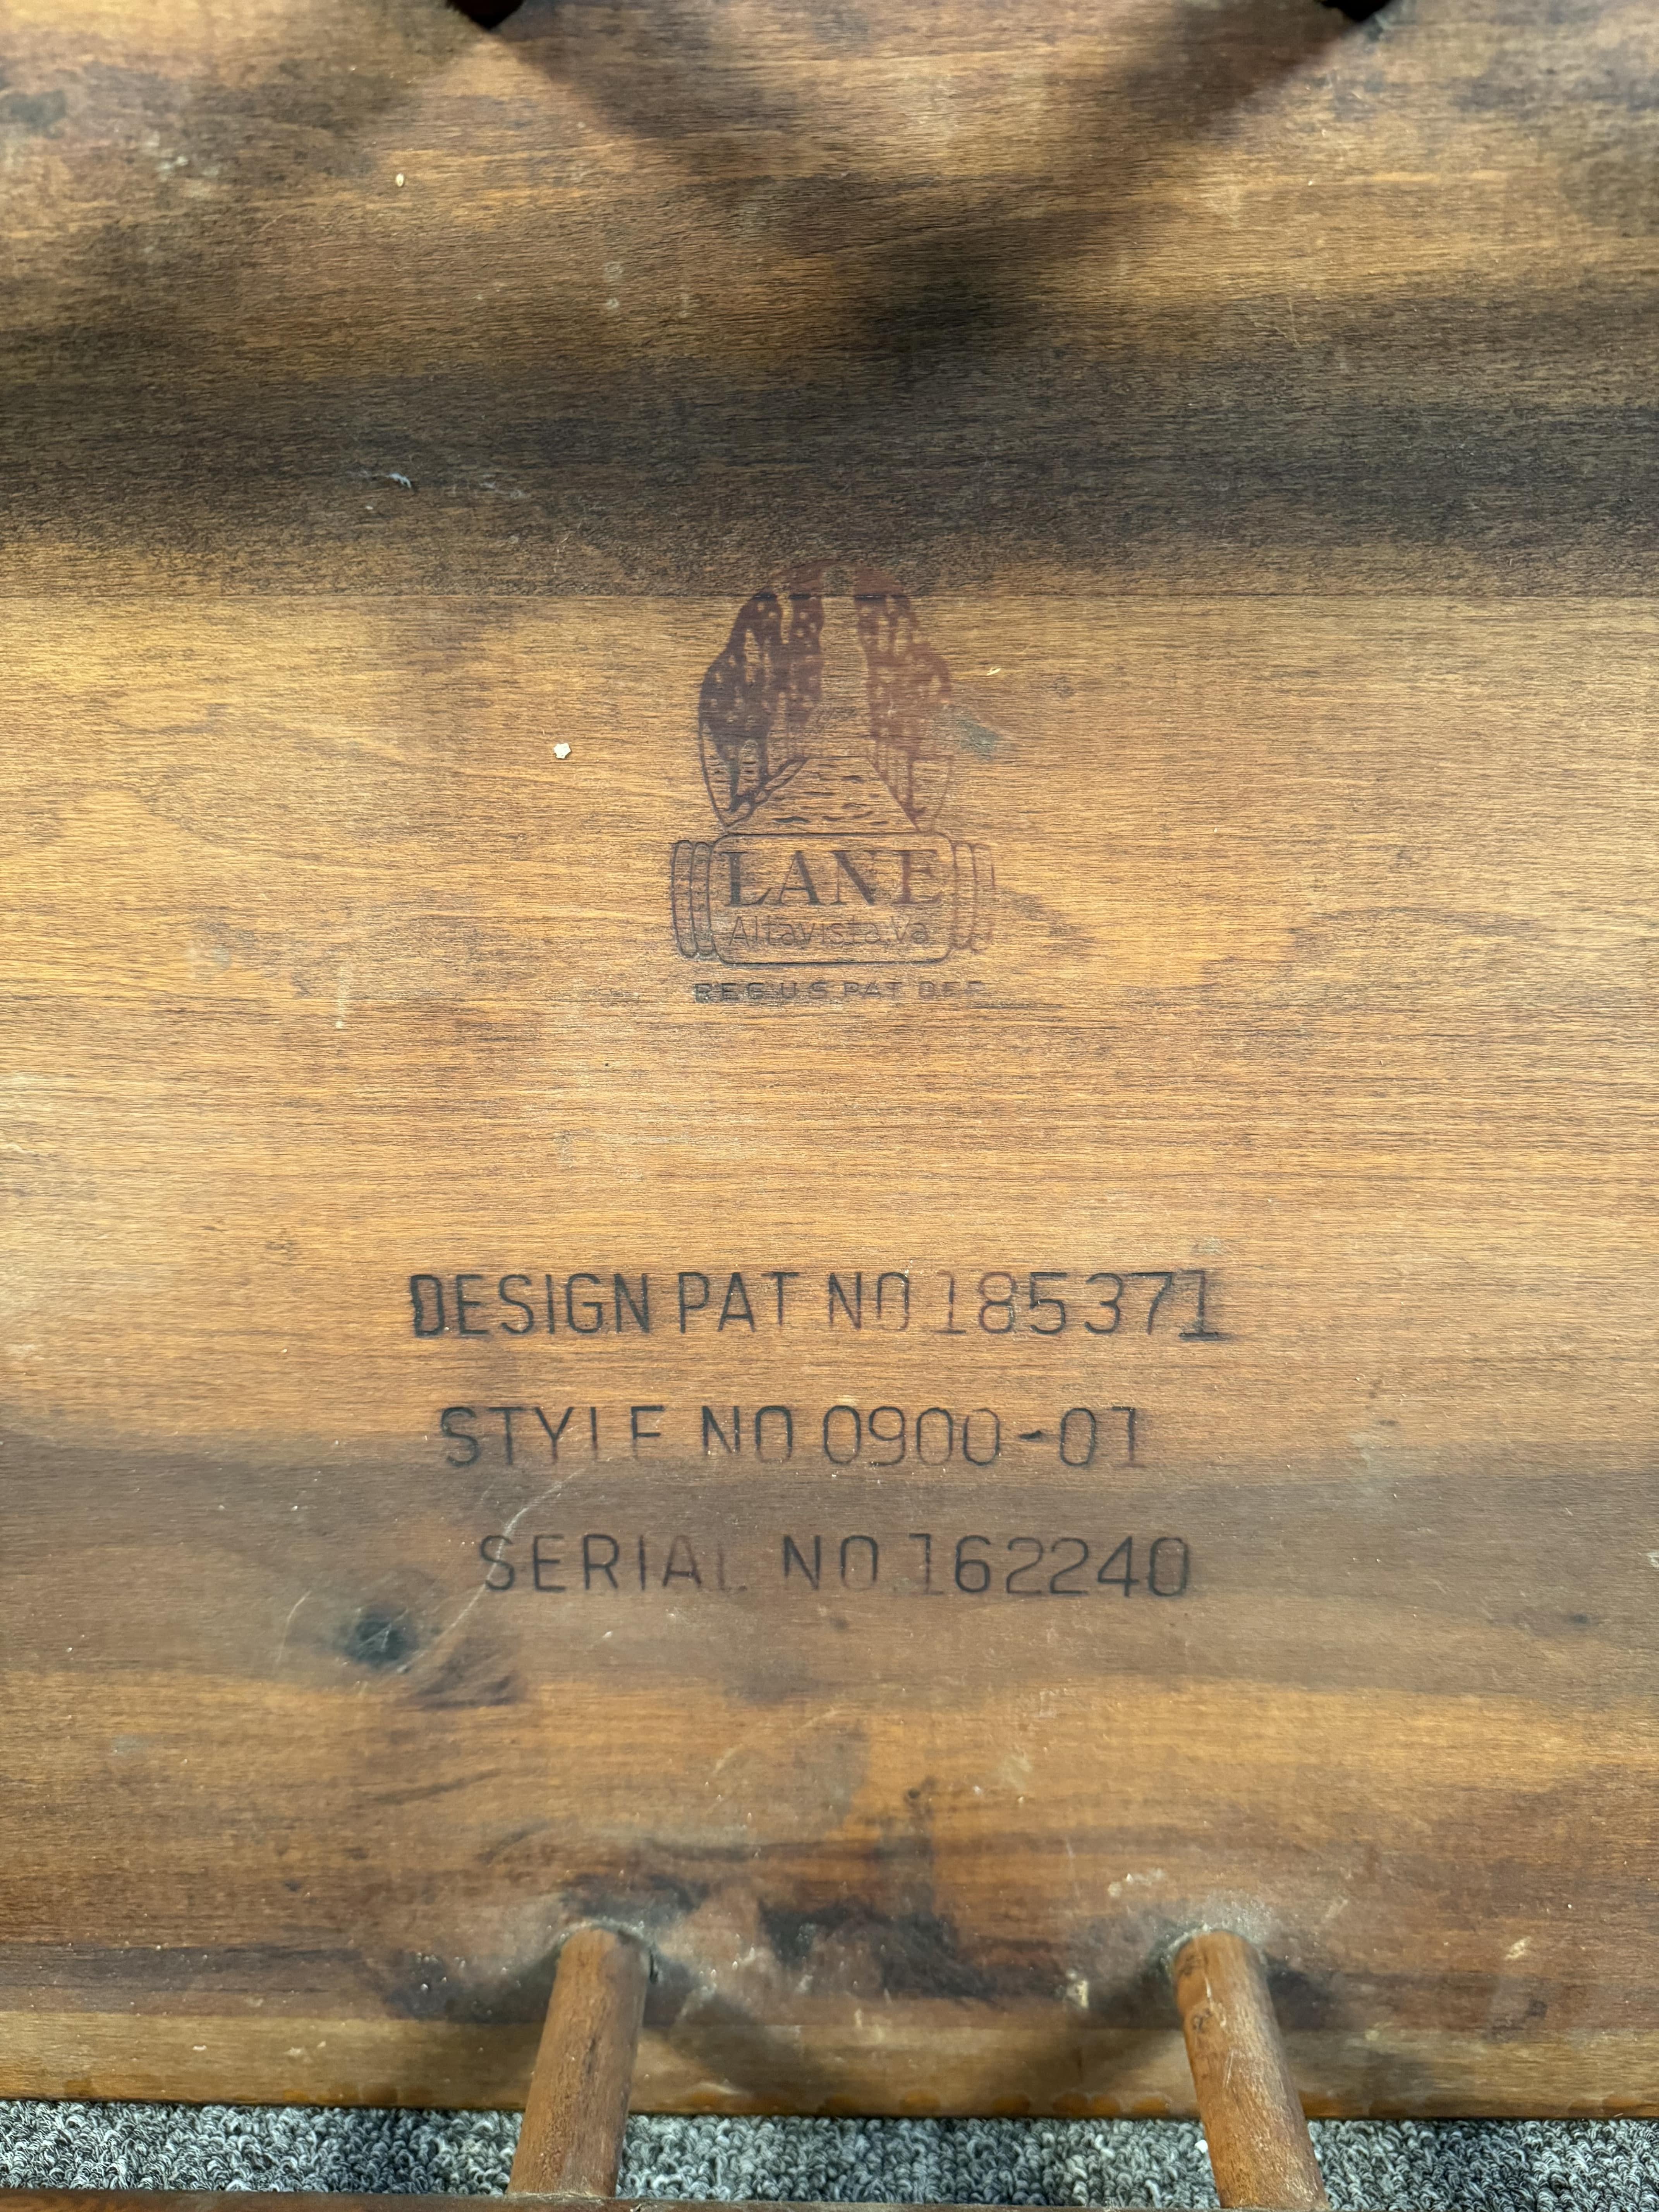 LANE
Altavista, Va
REG U.S. PAT OFF
DESIGN PAT NO 185371
STYLE NO 0900-01
SERIAL NO. 162240